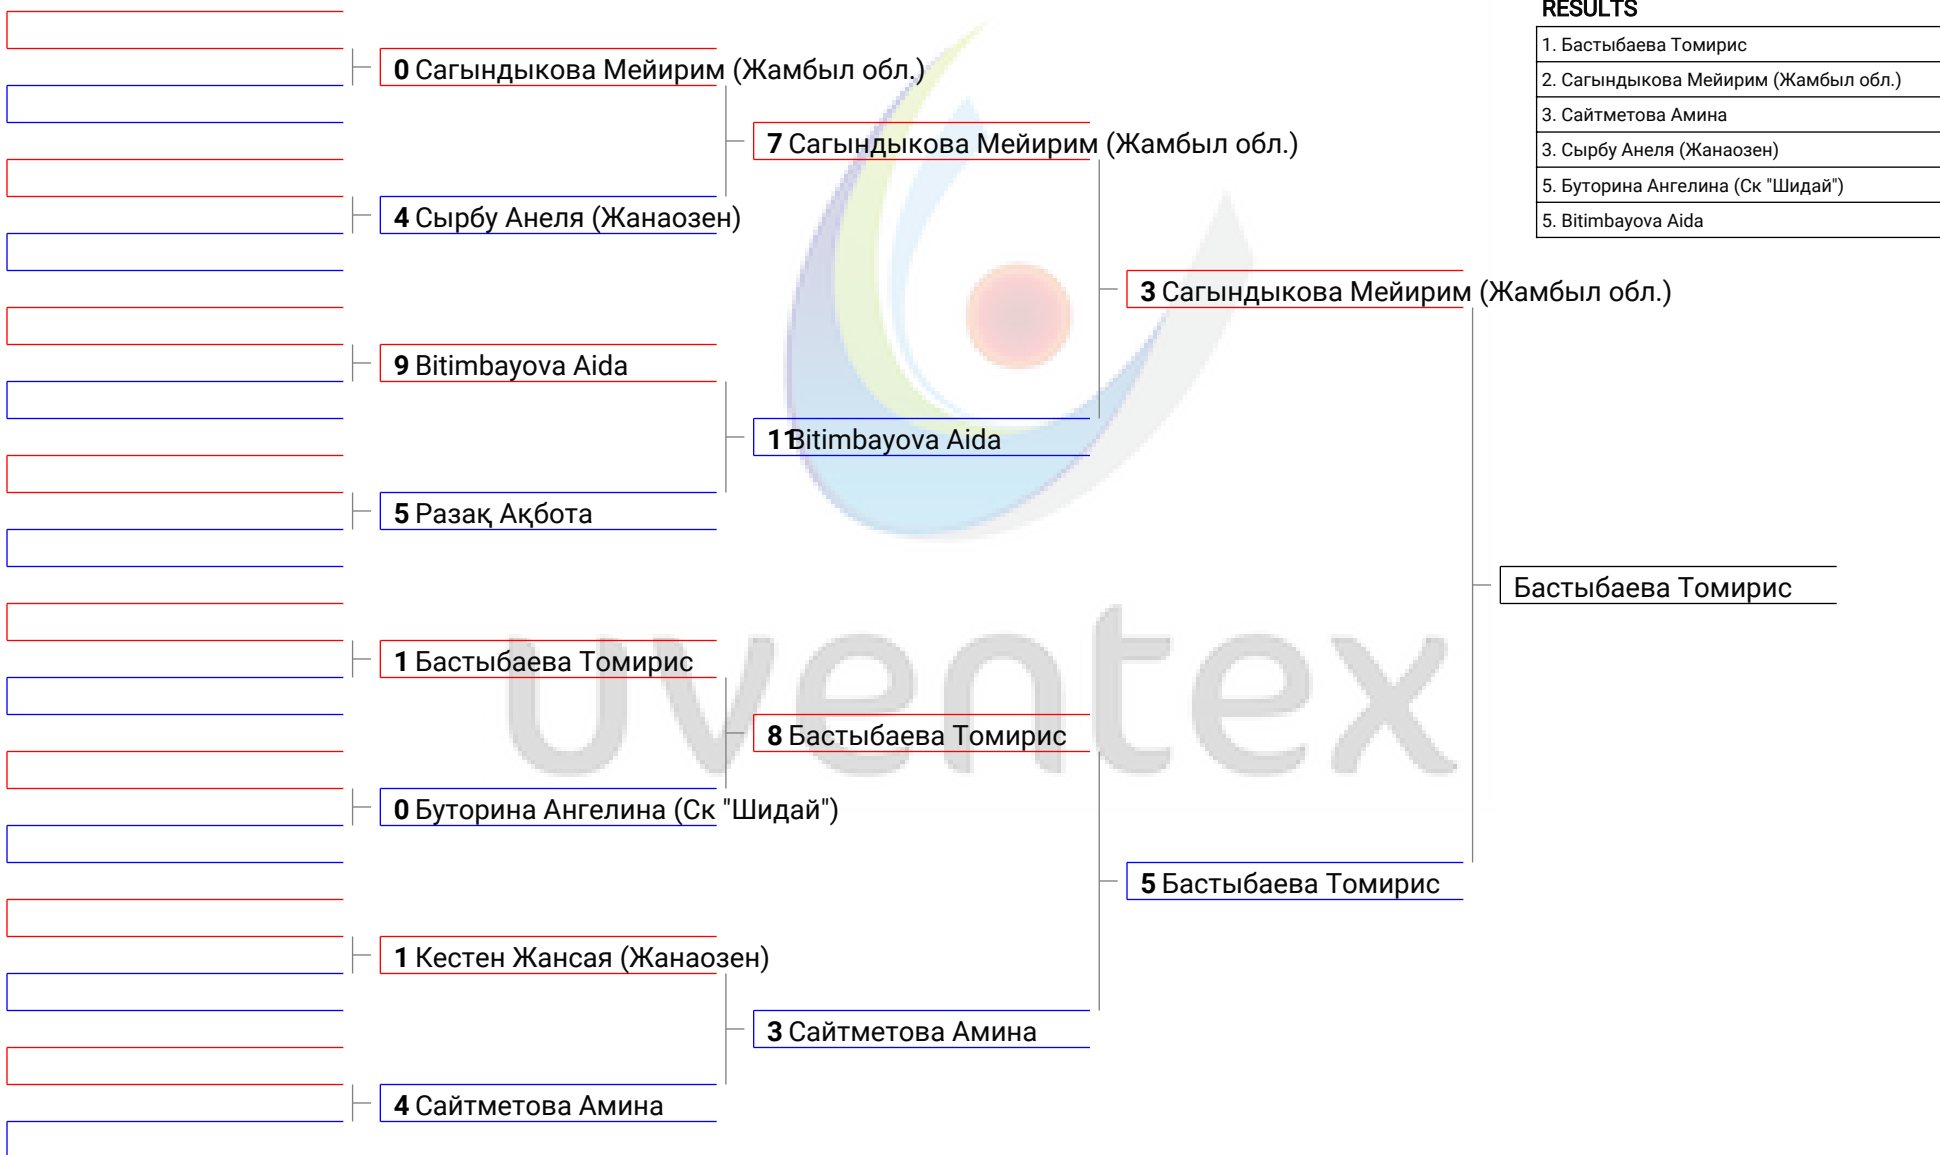 RESULTS
1. Бастыбаева Томирис
2. Сагындыкова Мейирим (Жамбыл обл.)
3. Сайтметова Амина
3. Сырбу Анеля (Жанаозен)
5. Буторина Ангелина (Ск "Шидай")
5. Bitimbayova Aida
0 Сагындыкова Мейирим (Жамбыл обл.)
7 Сагындыкова Мейирим (Жамбыл обл.)
4 Сырбу Анеля (Жанаозен)
3 Сагындыкова Мейирим (Жамбыл обл.)
9 Bitimbayova Aida
11 Bitimbayova Aida
5 Разақ Ақбота
Бастыбаева Томирис
1 Бастыбаева Томирис
8 Бастыбаева Томирис
uventex
0 Буторина Ангелина (Ск "Шидай")
5 Бастыбаева Томирис
1 Кестен Жансая (Жанаозен)
3 Сайтметова Амина
4 Сайтметова Амина